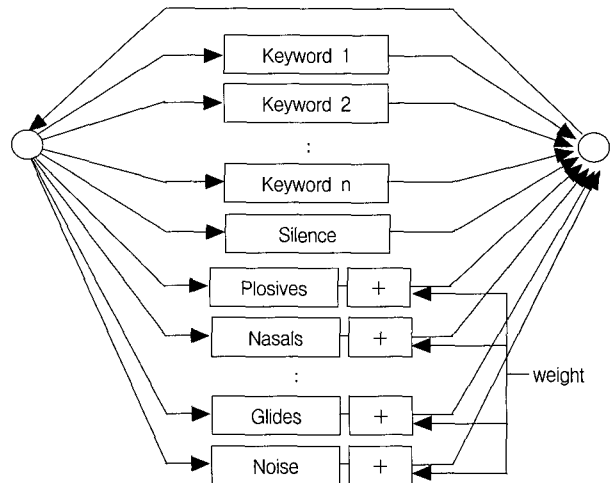 Keyword 1
Keyword 2
:
Keyword n
Silence
Plosives +
Nasals +
:
weight
Glides +
Noise +